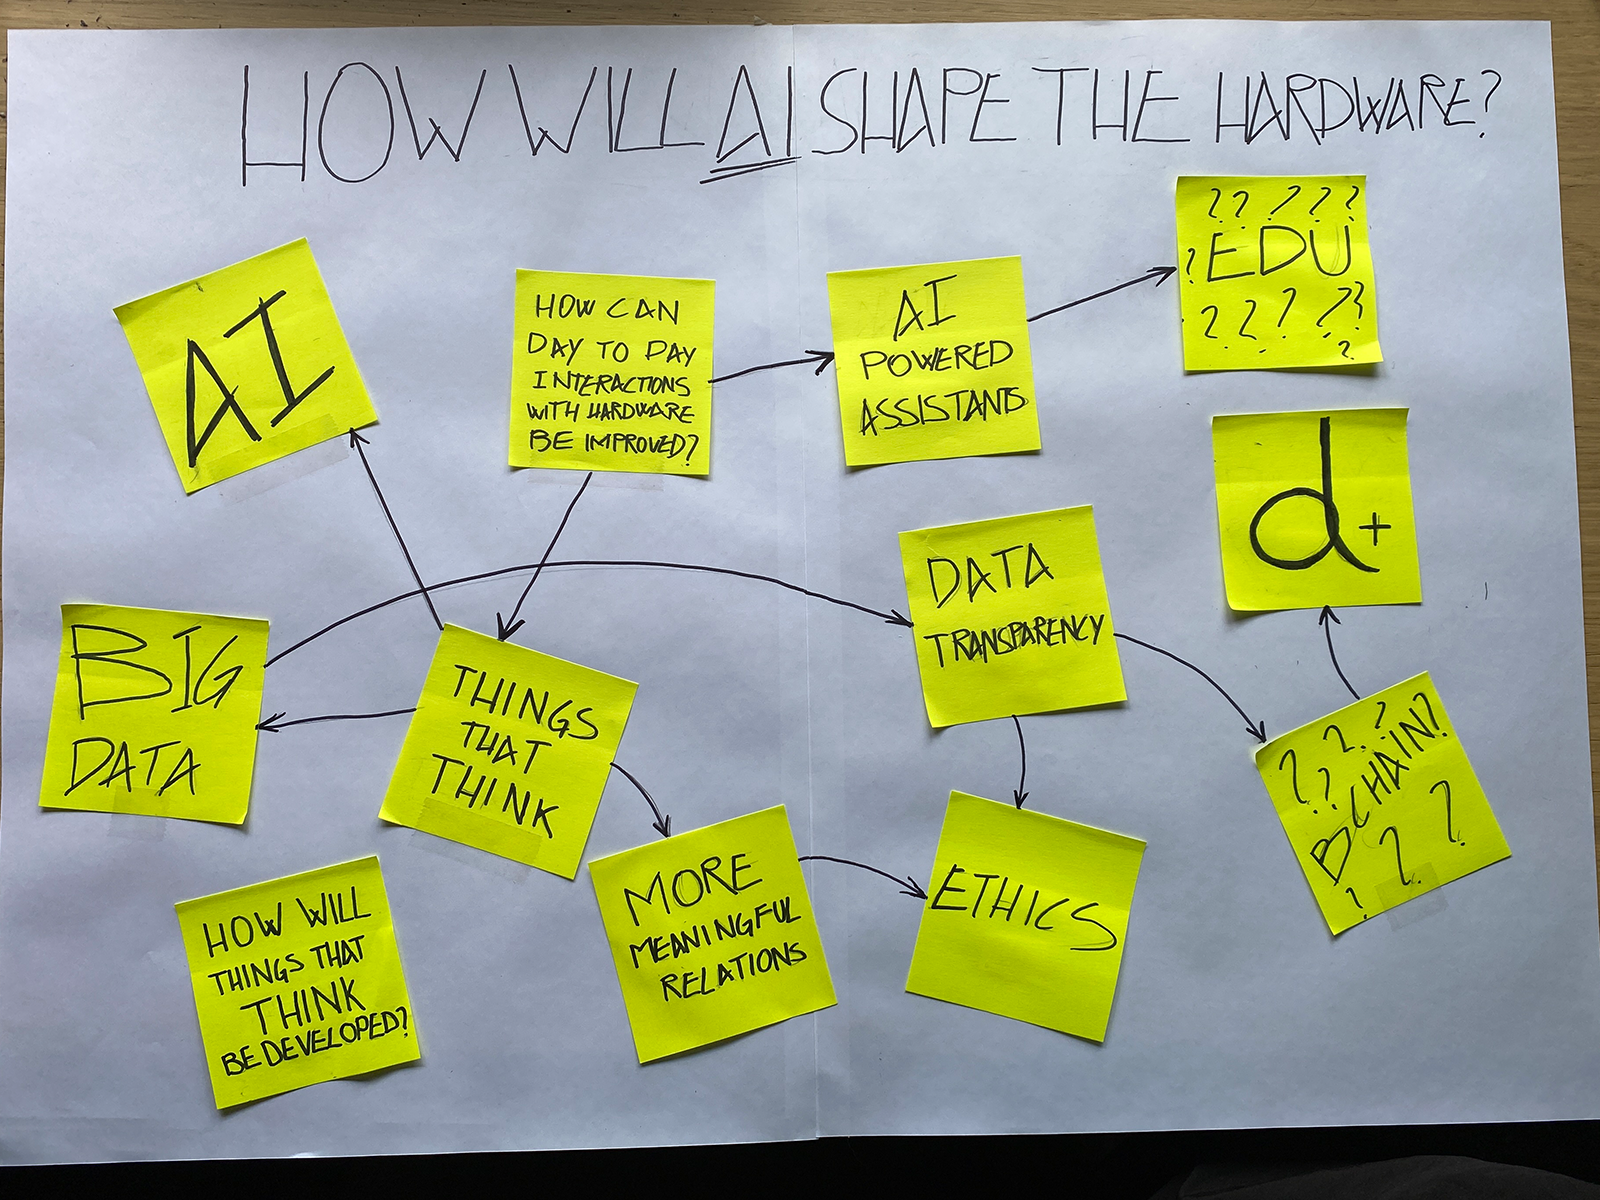 HOW WILL AI SHAPE THE HARDWARE?
AI
HOW CAN
DAY TO DAY
INTERACTIONS
WITH HARDWARE
BE IMPROVED?
AI
POWERED
ASSISTANTS
?? ???
?EDU
??? ??
?
d+
BIG
DATA
THINGS
THAT
THINK
DATA
TRANSPARENCY
????
BCHAIN?
???
HOW WILL
THINGS THAT
THINK
BE DEVELOPED?
MORE
MEANINGFUL
RELATIONS
ETHICS